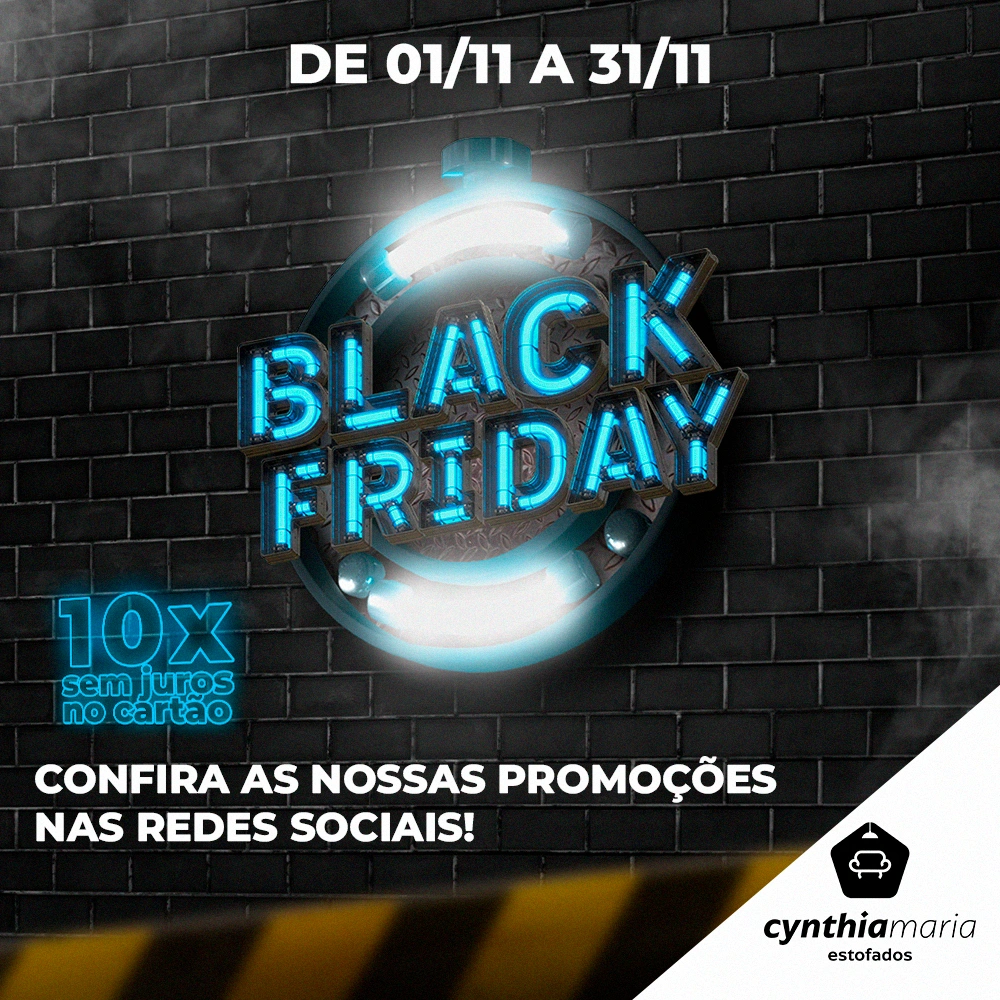 DE 01/11 A 31/11
BLACK
FRIDAY
10x
sem juros
no cartão
CONFIRA AS NOSSAS PROMOÇÕES
NAS REDES SOCIAIS!
cynthiamaria
estofados